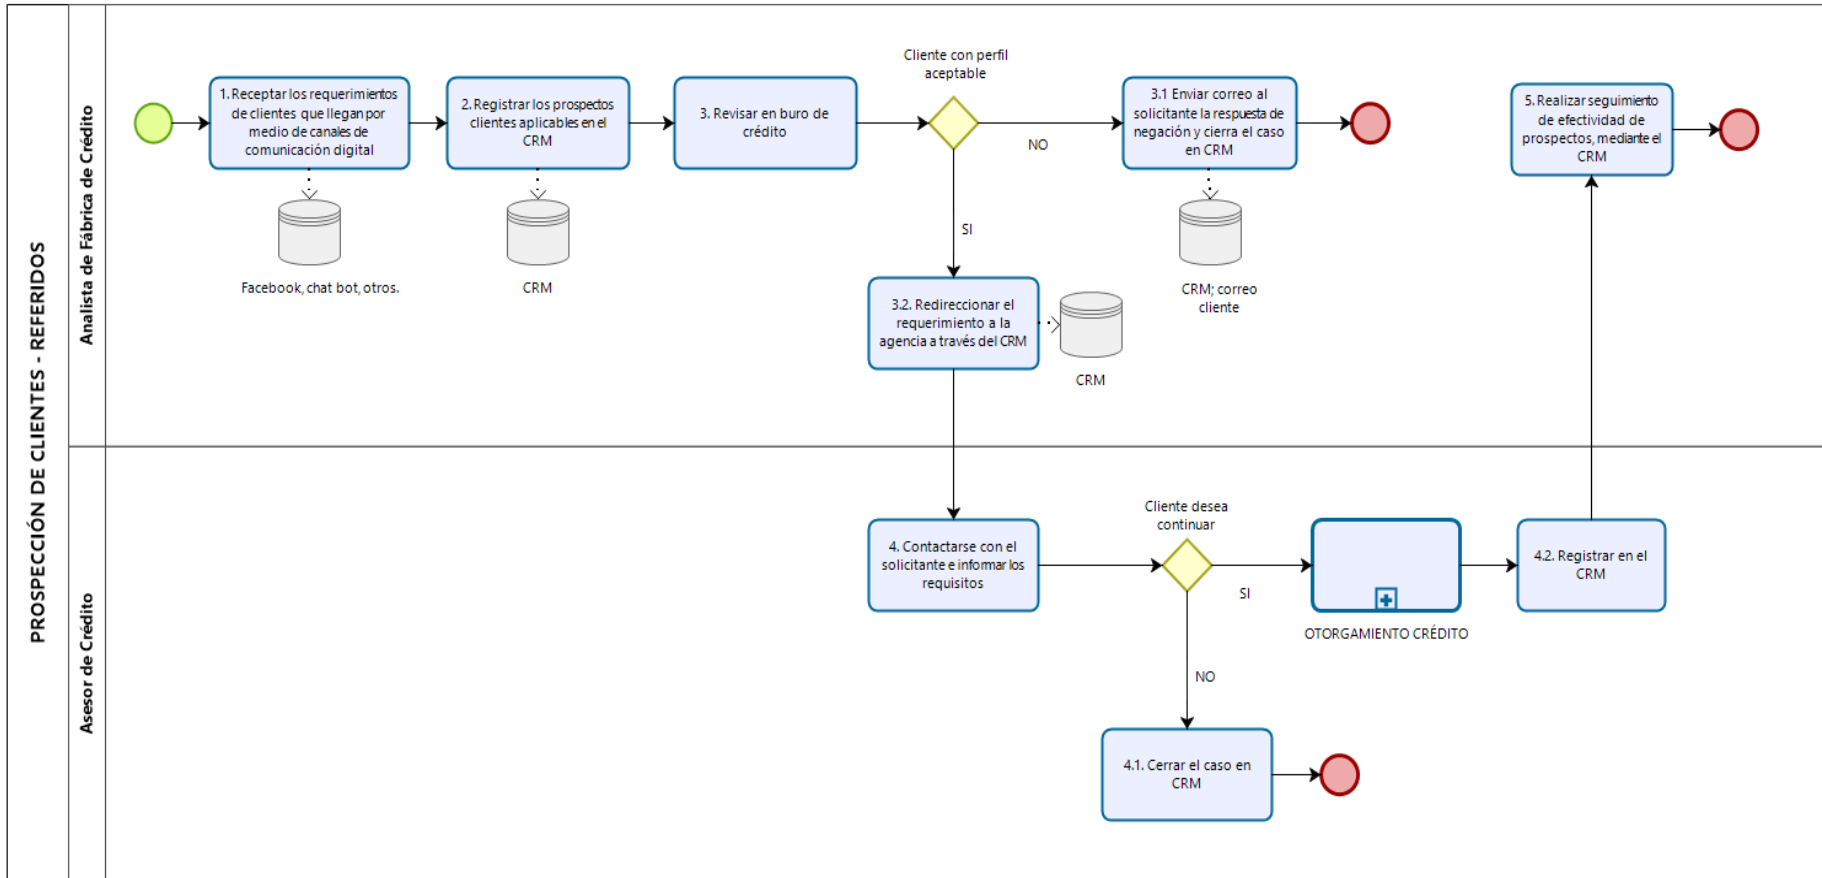 PROSPECCIÓN DE CLIENTES - REFERIDOS
Analista de Fábrica de Crédito
1. Receptar los requerimientos
de clientes que llegan por
medio de canales de
comunicación digital
Facebook, chat bot, otros.
2. Registrar los prospectos
clientes aplicables en el
CRM
CRM
3. Revisar en buro de
crédito
Cliente con perfil
aceptable
NO
SI
3.1 Enviar correo al
solicitante la respuesta de
negación y cierra el caso
en CRM
CRM; correo
cliente
3.2. Redireccionar el
requerimiento a la
agencia a través del CRM
CRM
5. Realizar seguimiento
de efectividad de
prospectos, mediante el
CRM
Asesor de Crédito
4. Contactarse con el
solicitante e informar los
requisitos
Cliente desea
continuar
SI
NO
OTORGAMIENTO CRÉDITO
4.2. Registrar en el
CRM
4.1. Cerrar el caso en
CRM